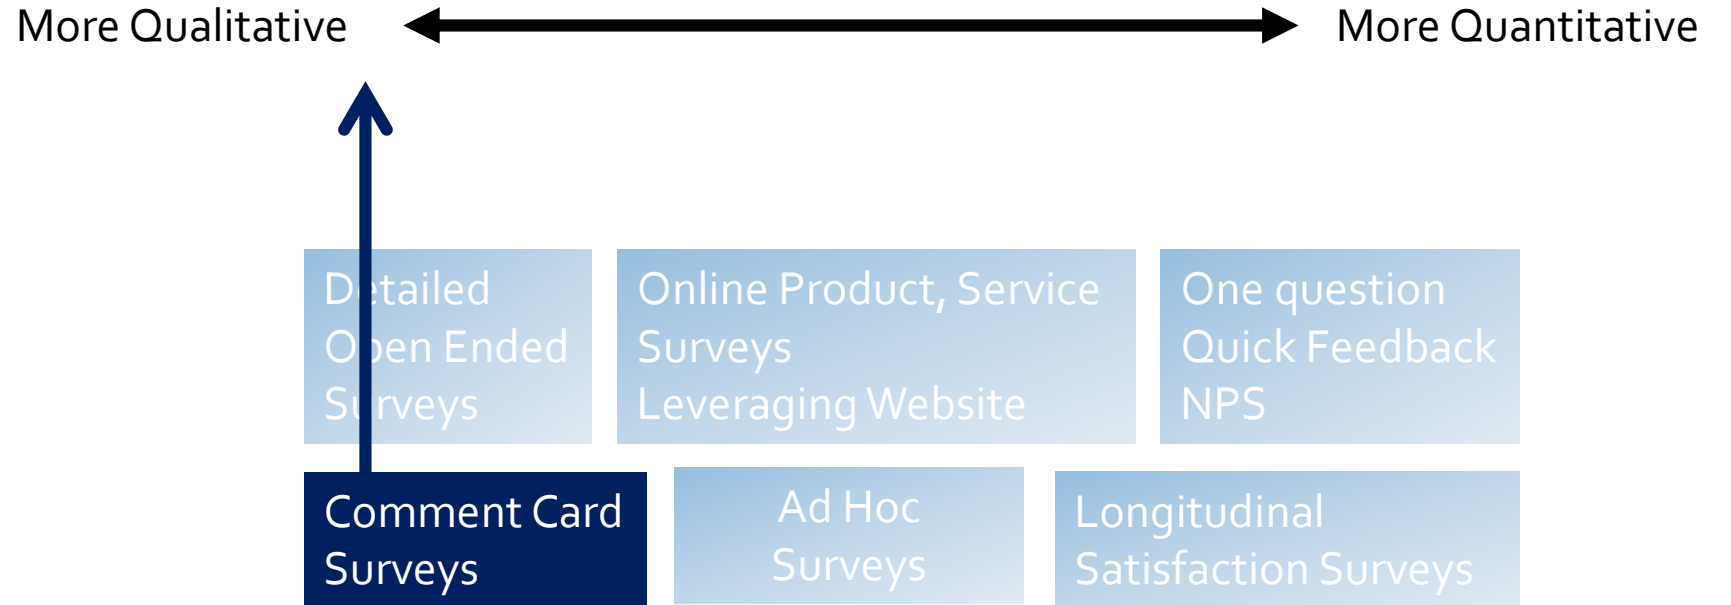 More Qualitative
More Quantitative
Detailed
Open Ended
Surveys
Online Product, Service
Surveys
Leveraging Website
One question
Quick Feedback
NPS
Comment Card
Surveys
Ad Hoc
Surveys
Longitudinal
Satisfaction Surveys